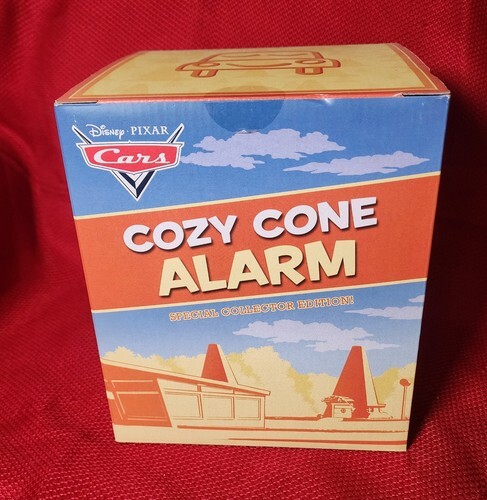 Disney · PIXAR
Cars
COZY CONE
ALARM
SPECIAL COLLECTOR EDITION!